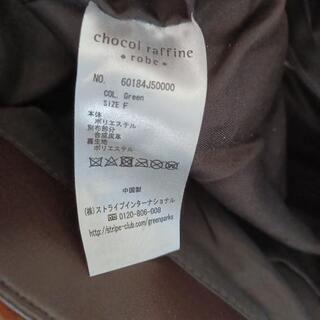 chocol raffine
robe
NO. 60184J50000
COL. Green
SIZE F
本体
ポリエステル
別布部分
合成皮革
裏生地
ポリエステル
中国製
(株)ストライプインターナショナル
0120-806-008
http://stripe-club.com/greenparks